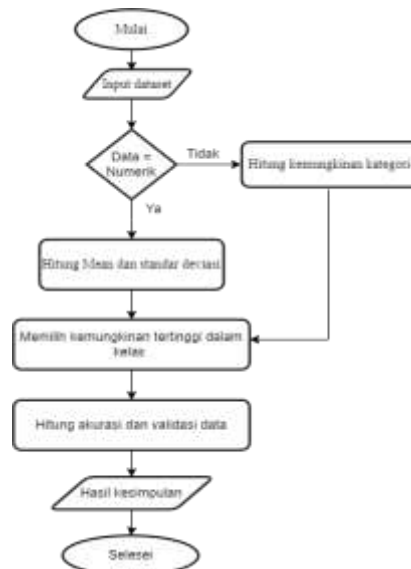 Mulai
Input dataset
Data =
Numerik
Tidak
Hitung kemungkinan kategori
Ya
Hitung Mean dan standar deviasi
Memilih kemungkinan tertinggi dalam
kelas
Hitung akurasi dan validasi data
Hasil kesimpulan
Selesei